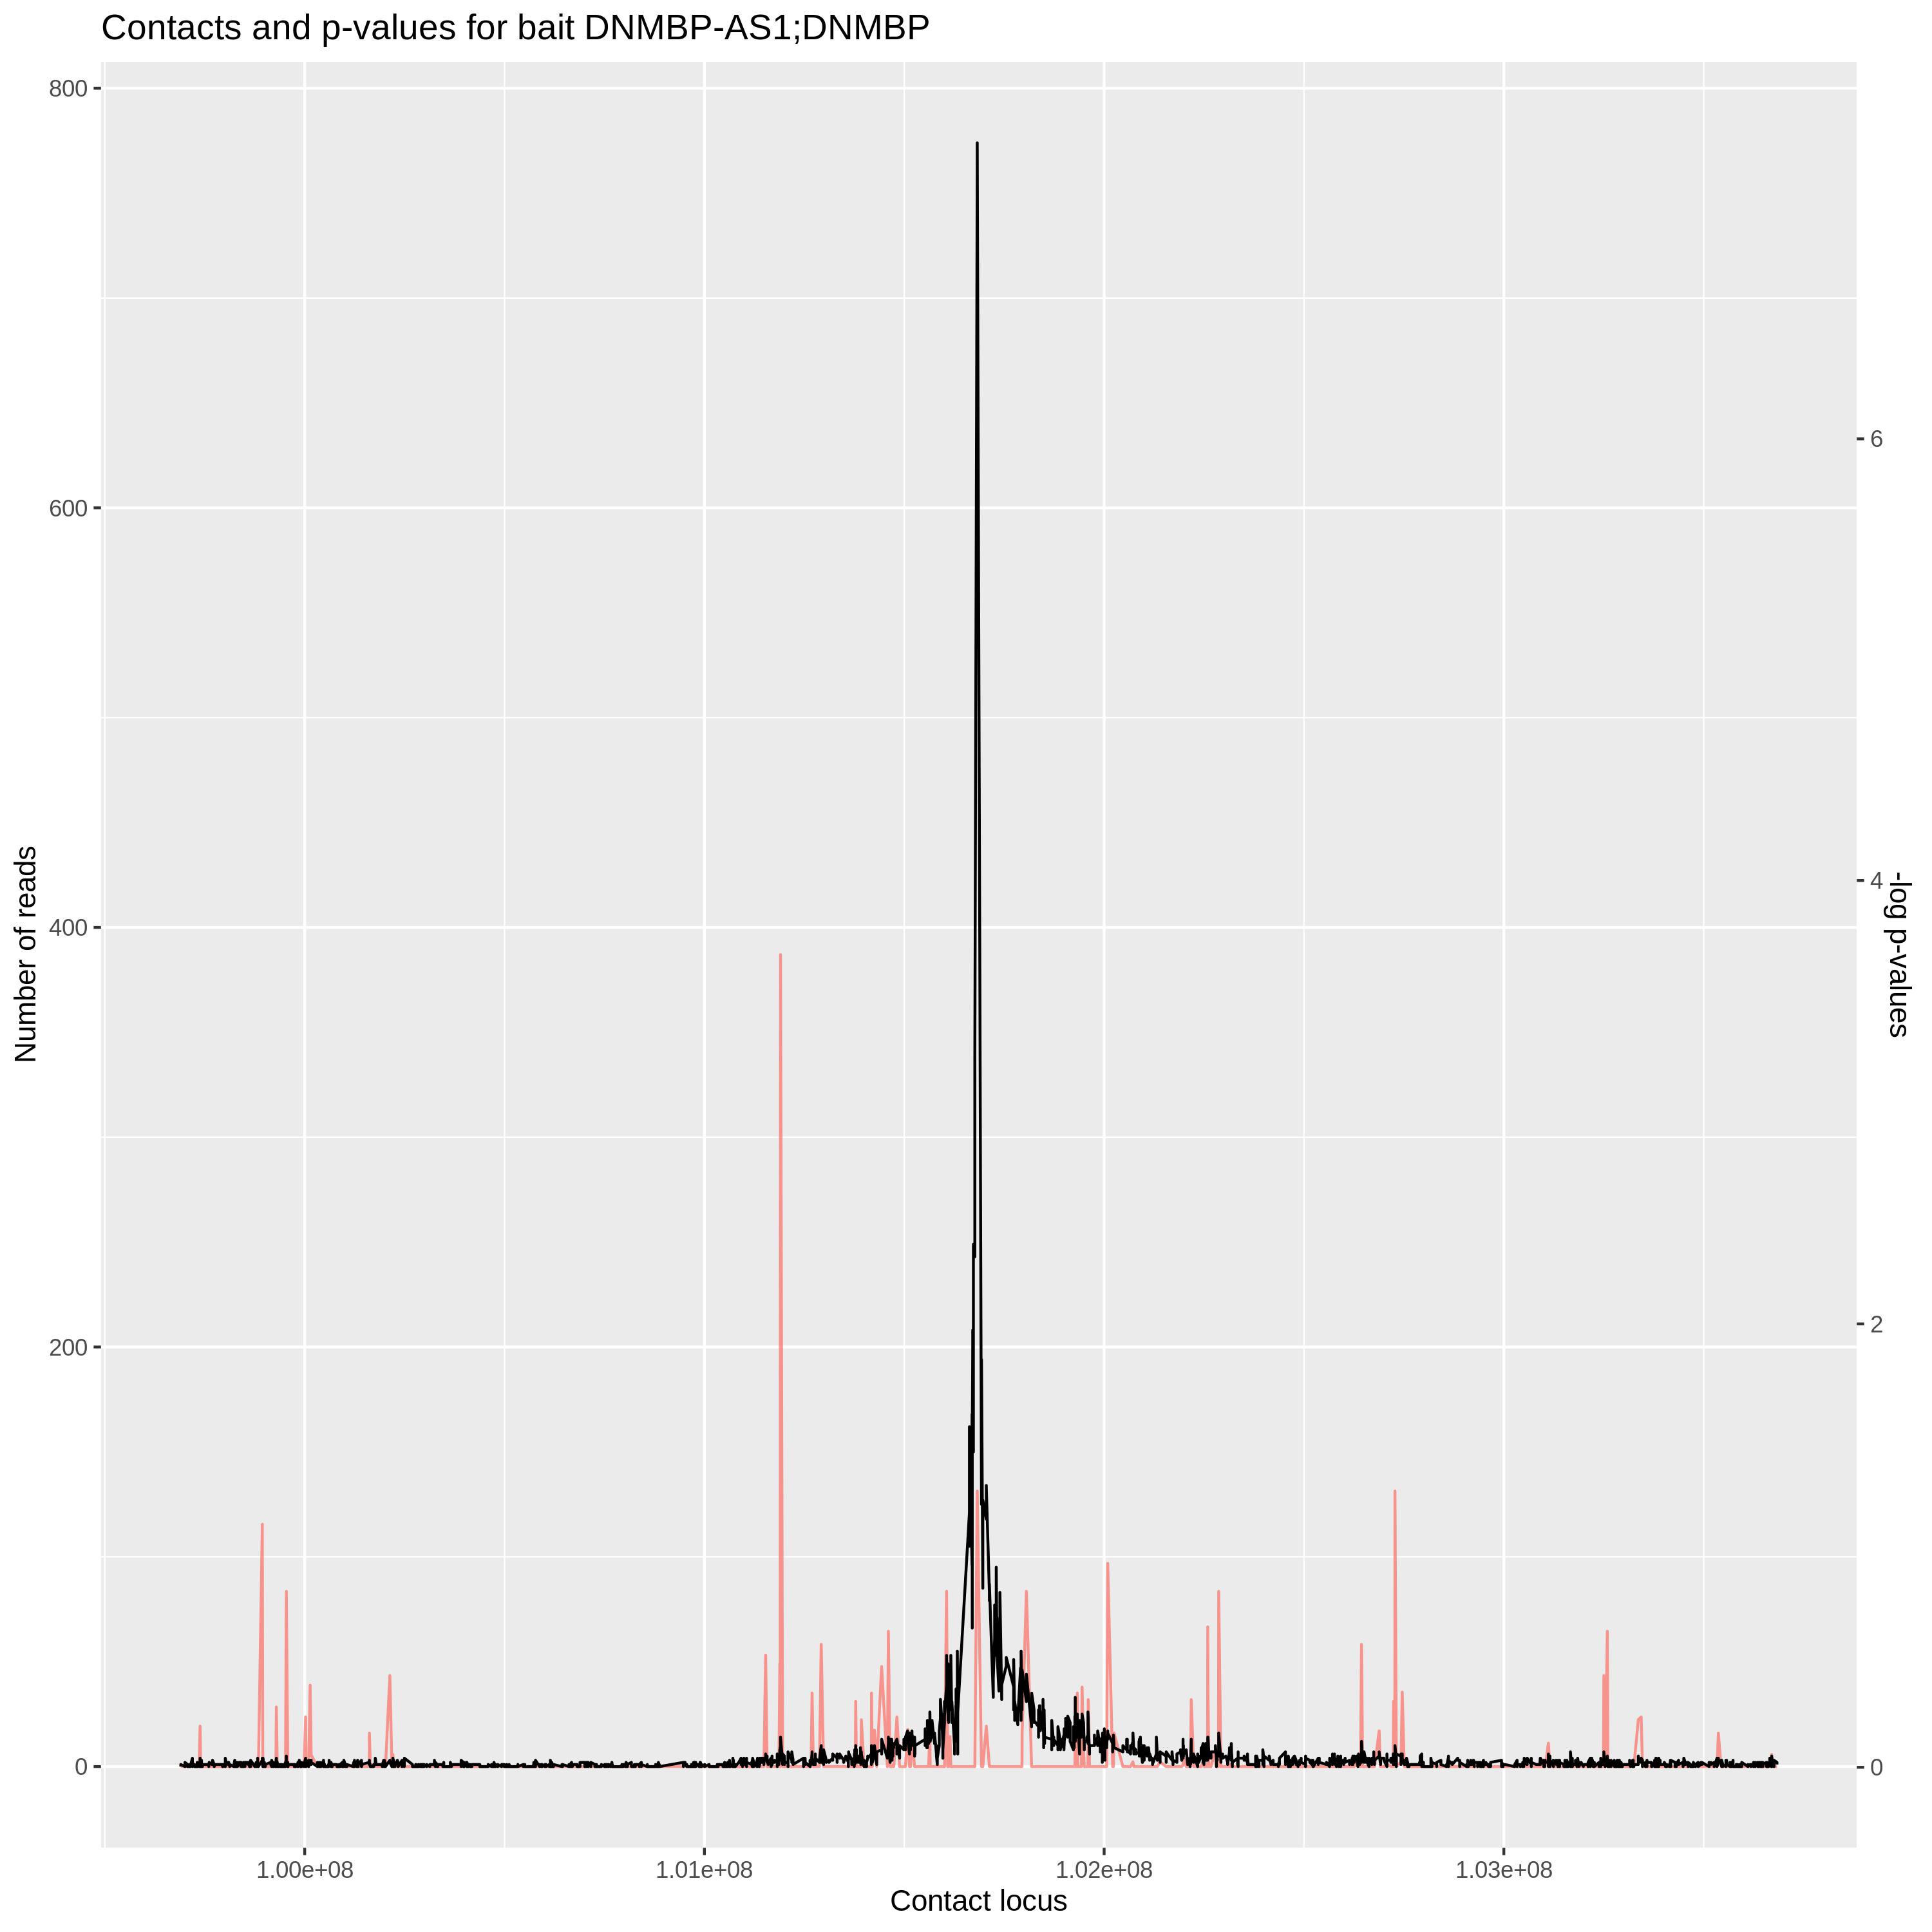 Contacts and p-values for bait DNMBP-AS1;DNMBP
800
600
400
200
0
Number of reads
6
4
2
0
-log p-values
1.00e+08
1.01e+08
1.02e+08
1.03e+08
Contact locus